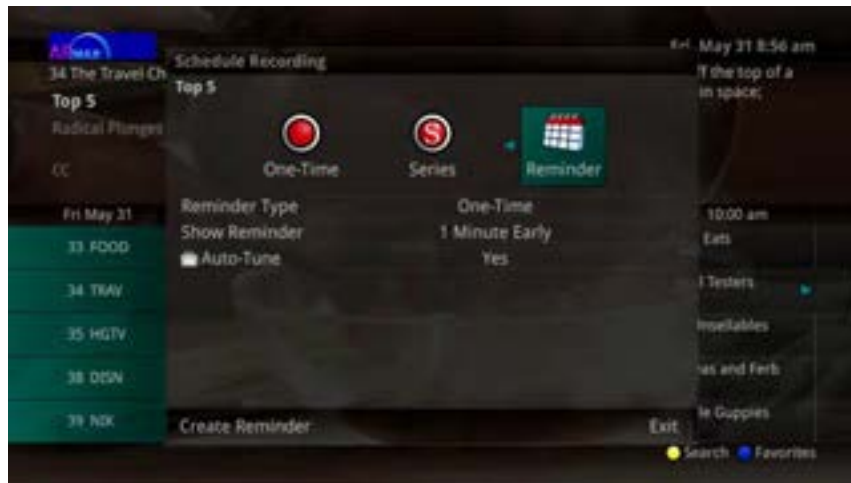 Fri May 31 8:56 am
34 The Travel Ch
Top 5
Radical Plunges
CC
Schedule Recording
Top 5
One-Time
S
Series
Reminder
Reminder Type One-Time
Show Reminder 1 Minute Early
Auto-Tune Yes
Create Reminder Exit
f the top of a
in space;
Fri May 31 10:00 am
33 FOOD Eats
34 TRAV l Testers
35 HGTV Unsellables
38 DISN as and Ferb
39 NIK le Guppies
Search Favorites